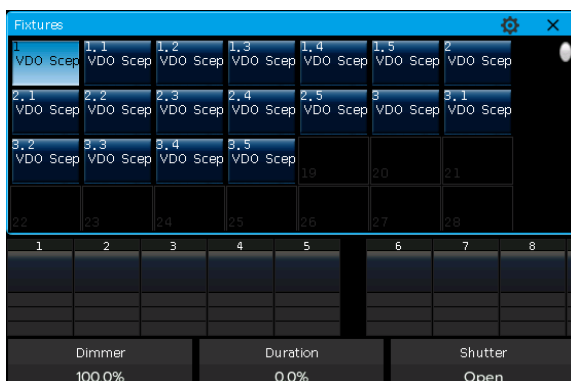 Fixtures
1 1.1 1.2 1.3 1.4 1.5 2
VDO Scep VDO Scep VDO Scep VDO Scep VDO Scep VDO Scep VDO Scep
2.1 2.2 2.3 2.4 2.5 3 3.1
VDO Scep VDO Scep VDO Scep VDO Scep VDO Scep VDO Scep VDO Scep
3.2 3.3 3.4 3.5
VDO Scep VDO Scep VDO Scep VDO Scep
19 20 21
22 23 24 25 26 27 28
1 2 3 4 5 6 7 8
Dimmer Duration Shutter
100.0% 0.0% Open